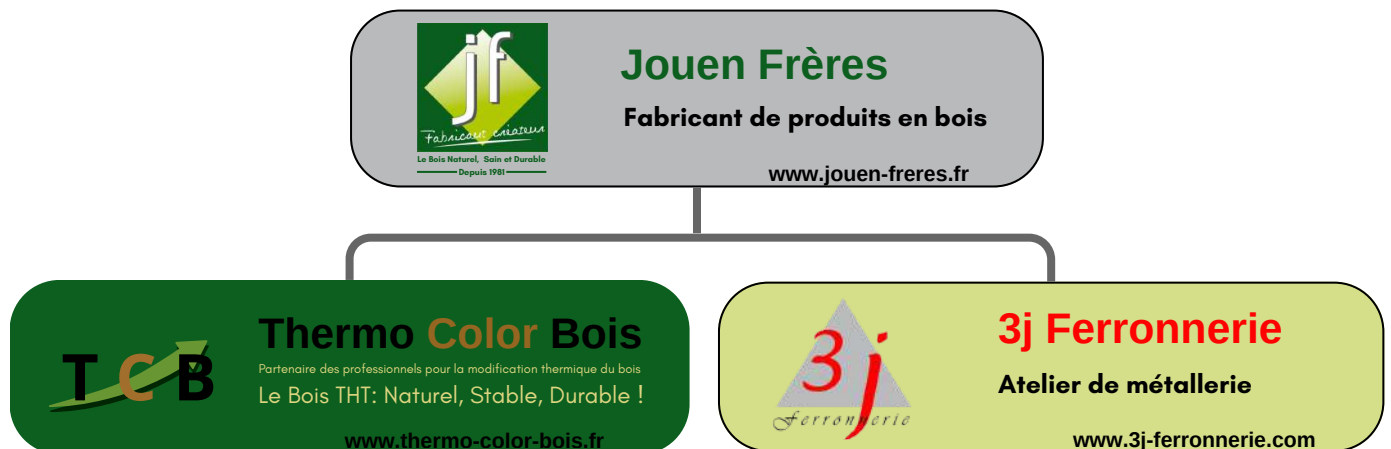 jf
Fabricant créateur
Le Bois Naturel, Sain et Durable
Depuis 1981
Jouen Frères
Fabricant de produits en bois
www.jouen-freres.fr
TCB
Thermo Color Bois
Partenaire des professionnels pour la modification thermique du bois
Le Bois THT: Naturel, Stable, Durable !
www.thermo-color-bois.fr
3j
Ferronnerie
3j Ferronnerie
Atelier de métallerie
www.3j-ferronnerie.com